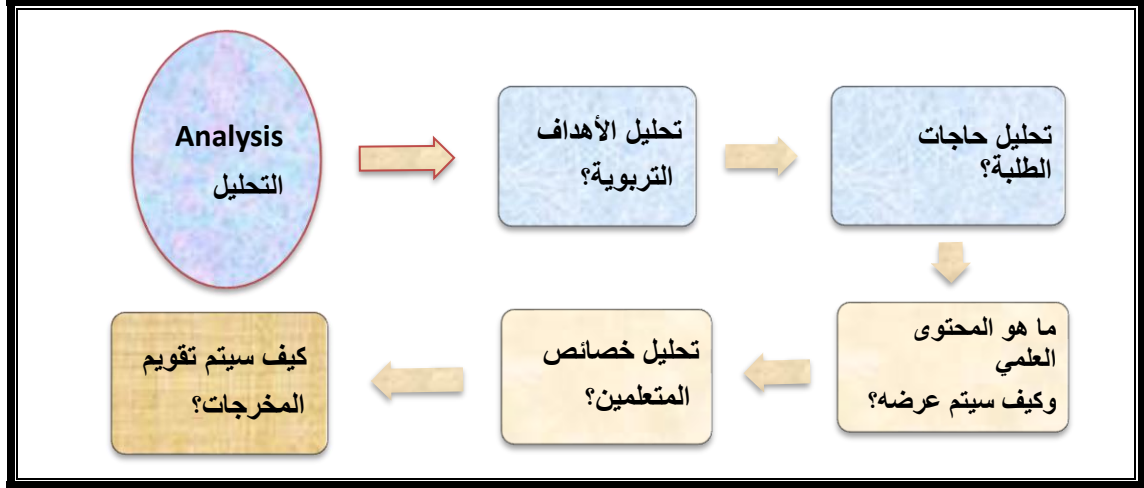 Analysis
التحليل
تحليل الأهداف
التربوية؟
تحليل حاجات
الطلبة؟
ما هو المحتوى
العلمي
وكيف سيتم عرضه؟
تحليل خصائص
المتعلمين؟
كيف سيتم تقويم
المخرجات؟